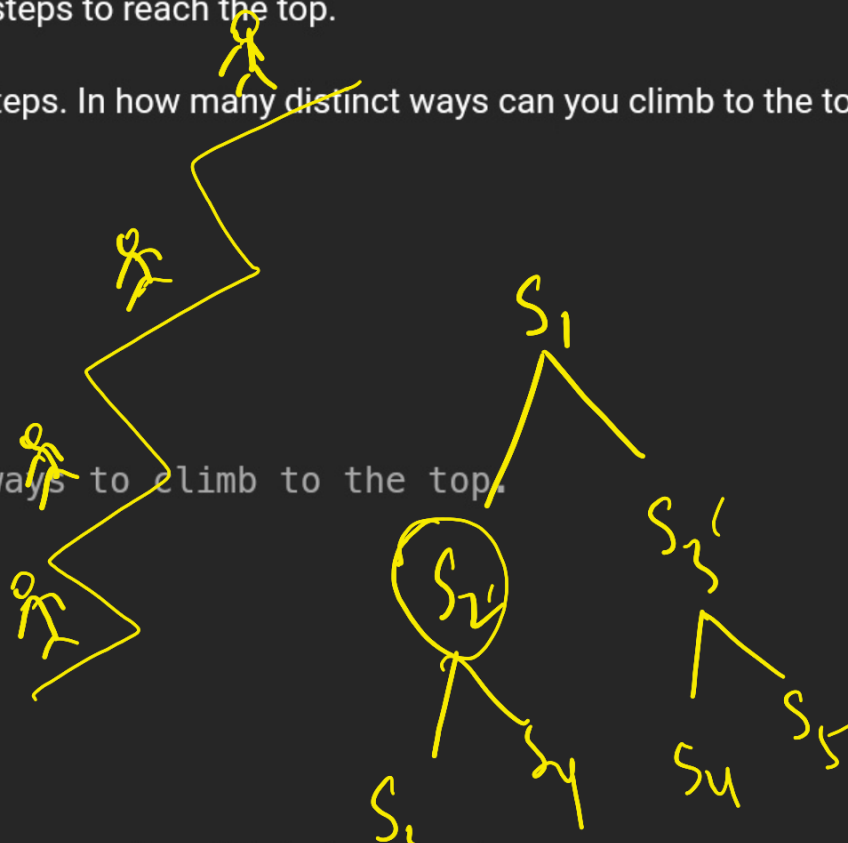 steps to reach the top.
teps. In how many distinct ways can you climb to the to
S1
ways to climb to the top.
S2'
S3'
S4
S4
S5